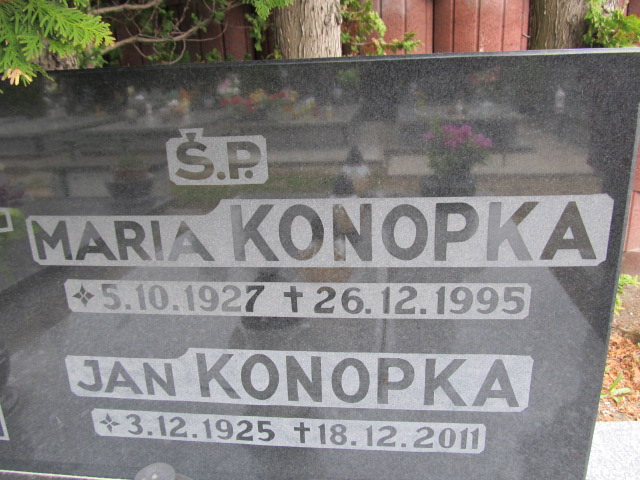 Š.P.
MARIA KONOPKA
5.10.1927 †26.12.1995
JAN KONOPKA
3.12.1925 †18.12.2011